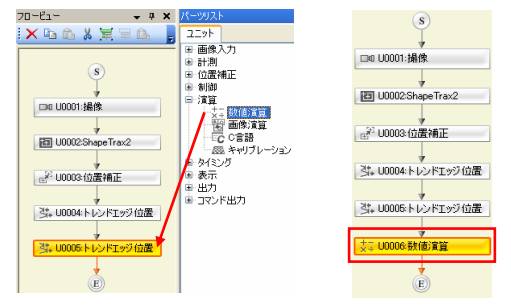 フロービュー
S
U0001:撮像
U0002:ShapeTrax2
U0003:位置補正
U0004:トレンドエッジ位置
U0005:トレンドエッジ位置
E
パーツリスト
ユニット
画像入力
計測
位置補正
制御
演算
数値演算
画像演算
C言語
キャリブレーション
タイミング
表示
出力
コマンド出力
S
U0001:撮像
U0002:ShapeTrax2
U0003:位置補正
U0004:トレンドエッジ位置
U0005:トレンドエッジ位置
U0006:数値演算
E